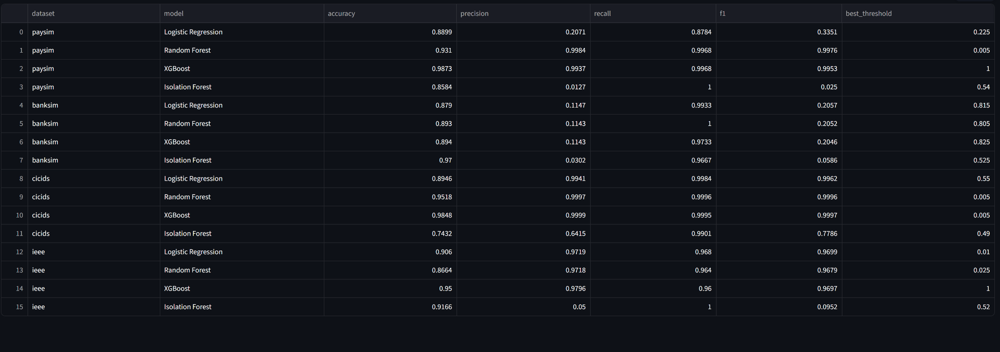 dataset model accuracy precision recall f1 best_threshold
0 paysim Logistic Regression 0.8899 0.2071 0.8784 0.3351 0.225
1 paysim Random Forest 0.931 0.9984 0.9968 0.9976 0.005
2 paysim XGBoost 0.9873 0.9937 0.9968 0.9953 1
3 paysim Isolation Forest 0.8584 0.0127 1 0.025 0.54
4 banksim Logistic Regression 0.879 0.1147 0.9933 0.2057 0.815
5 banksim Random Forest 0.893 0.1143 1 0.2052 0.805
6 banksim XGBoost 0.894 0.1143 0.9733 0.2046 0.825
7 banksim Isolation Forest 0.97 0.0302 0.9667 0.0586 0.525
8 cicids Logistic Regression 0.8946 0.9941 0.9984 0.9962 0.55
9 cicids Random Forest 0.9518 0.9997 0.9996 0.9996 0.005
10 cicids XGBoost 0.9848 0.9999 0.9995 0.9997 0.005
11 cicids Isolation Forest 0.7432 0.6415 0.9901 0.7786 0.49
12 ieee Logistic Regression 0.906 0.9719 0.968 0.9699 0.01
13 ieee Random Forest 0.8664 0.9718 0.964 0.9679 0.025
14 ieee XGBoost 0.95 0.9796 0.96 0.9697 1
15 ieee Isolation Forest 0.9166 0.05 1 0.0952 0.52